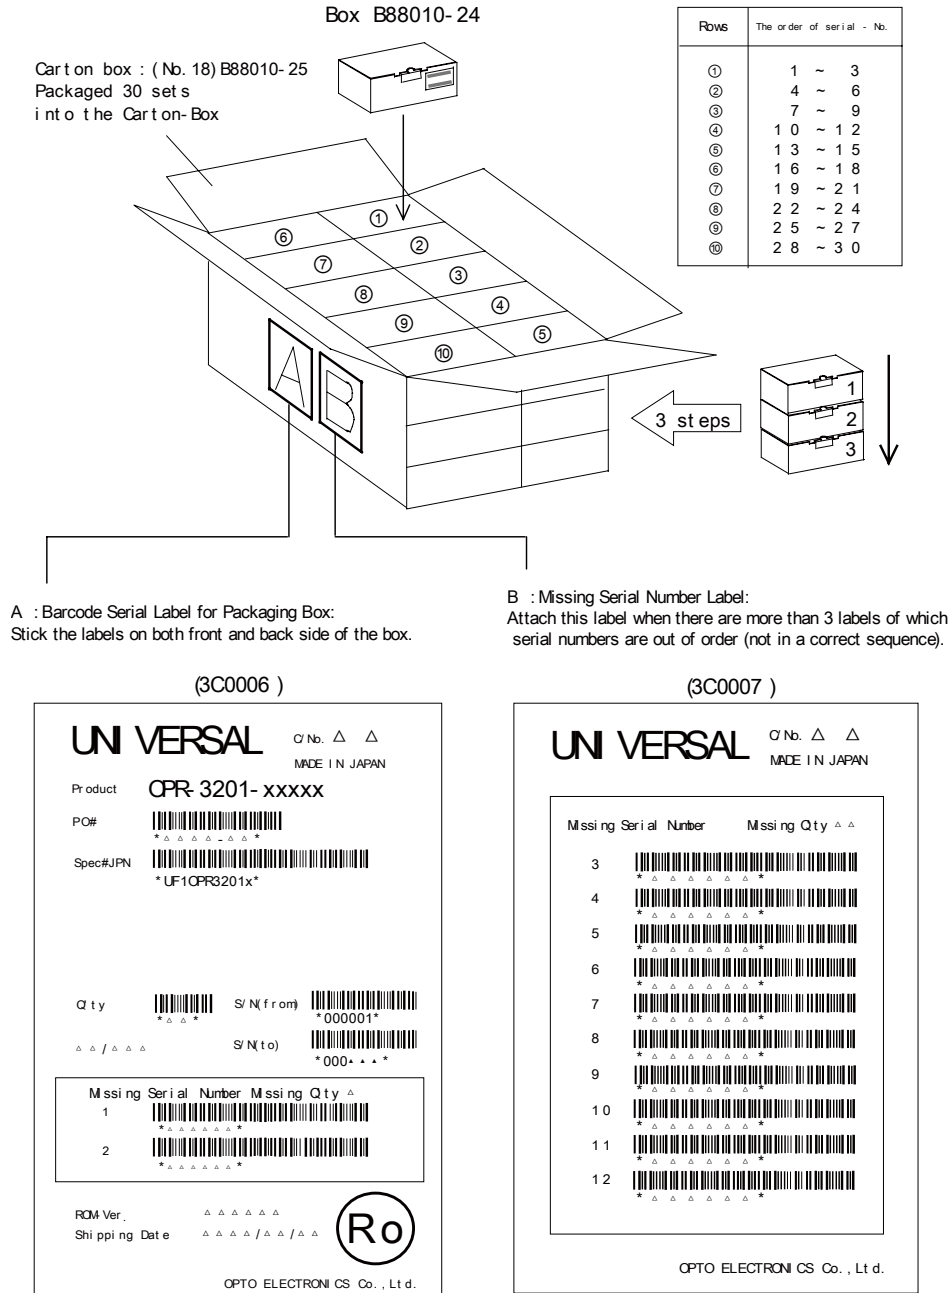 Box B88010-24
Carton box : (No. 18) B88010-25
Packaged 30 sets
into the Carton-Box
Rows The order of serial - No.
① 1 ~ 3
② 4 ~ 6
③ 7 ~ 9
④ 10 ~ 12
⑤ 13 ~ 15
⑥ 16 ~ 18
⑦ 19 ~ 21
⑧ 22 ~ 24
⑨ 25 ~ 27
⑩ 28 ~ 30
①
⑥
②
⑦
③
⑧
④
⑨
⑤
⑩
A
B
3 steps
1
2
3
A : Barcode Serial Label for Packaging Box:
Stick the labels on both front and back side of the box.
B : Missing Serial Number Label:
Attach this label when there are more than 3 labels of which
serial numbers are out of order (not in a correct sequence).
(3C0006 )
UNIVERSAL C/No. △ △
MADE IN JAPAN
Product OPR-3201-xxxxx
PO#
*△△△△-△△*
Spec#JPN
*UF1OPR3201x*
Q'ty S/N(from)
*△△* *000001*
△△/△△△ S/N(to)
*000▲▲▲*
Missing Serial Number Missing Q'ty △
1
*△△△△△△*
2
*△△△△△△*
ROM-Ver. △△△△△△
Shipping Date △△△△/△△/△△
Ro
OPTO ELECTRONICS Co., Ltd.
(3C0007 )
UNIVERSAL C/No. △ △
MADE IN JAPAN
Missing Serial Number Missing Q'ty △△
3
*△△△△△△*
4
*△△△△△△*
5
*△△△△△△*
6
*△△△△△△*
7
*△△△△△△*
8
*△△△△△△*
9
*△△△△△△*
10
*△△△△△△*
11
*△△△△△△*
12
*△△△△△△*
OPTO ELECTRONICS Co., Ltd.